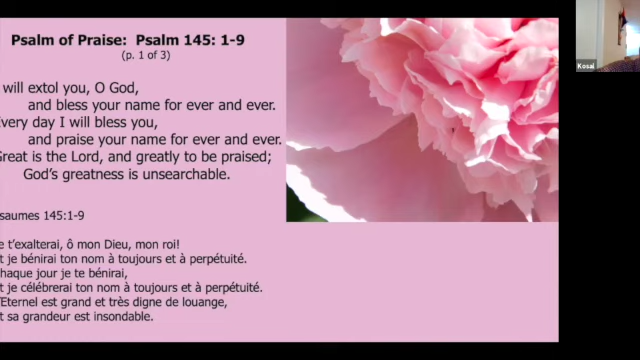 Psalm of Praise: Psalm 145: 1-9
(p. 1 of 3)
will extol you, O God,
and bless your name for ever and ever.
Every day I will bless you,
and praise your name for ever and ever.
Great is the Lord, and greatly to be praised;
God's greatness is unsearchable.
saumes 145:1-9
e t'exalterai, ô mon Dieu, mon roi!
t je bénirai ton nom à toujours et à perpétuité.
haque jour je te bénirai,
t je célébrerai ton nom à toujours et à perpétuité.
'Eternel est grand et très digne de louange,
t sa grandeur est insondable.
Kosai